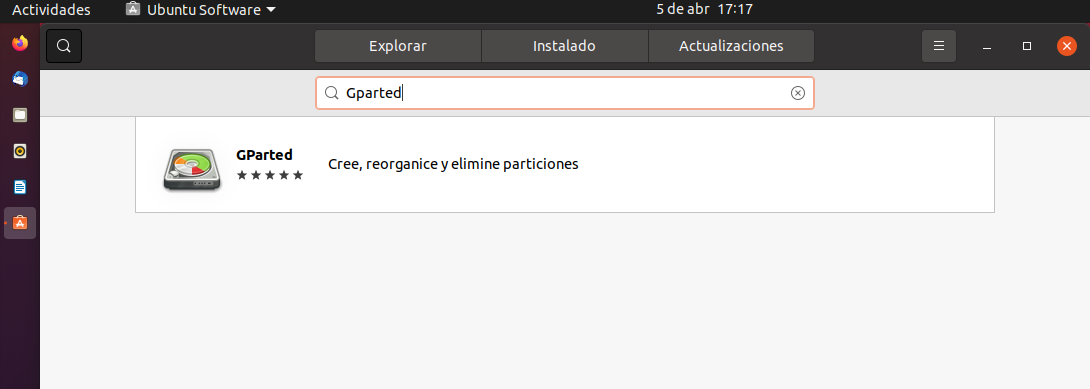 Actividades Ubuntu Software 5 de abr 17:17
Explorar Instalado Actualizaciones
Gparted
GParted
Cree, reorganice y elimine particiones